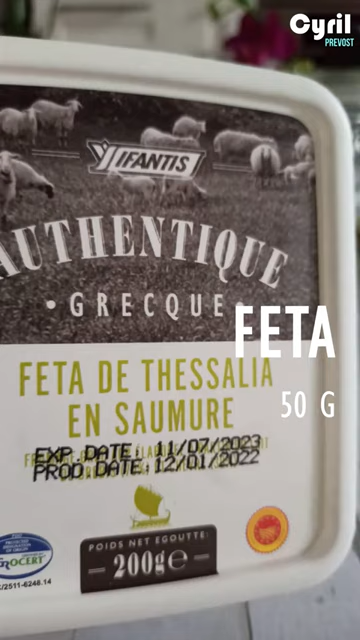 Cyril
PREVOST
IFANTIS
AUTHENTIQUE
• GRECQUE •
FETA
FETA DE THESSALIA
50 G
EN SAUMURE
EXP. DATE: 11/07/2023
PROD DATE: 12/01/2022
POIDS NET EGOUTTÉ:
200g℮